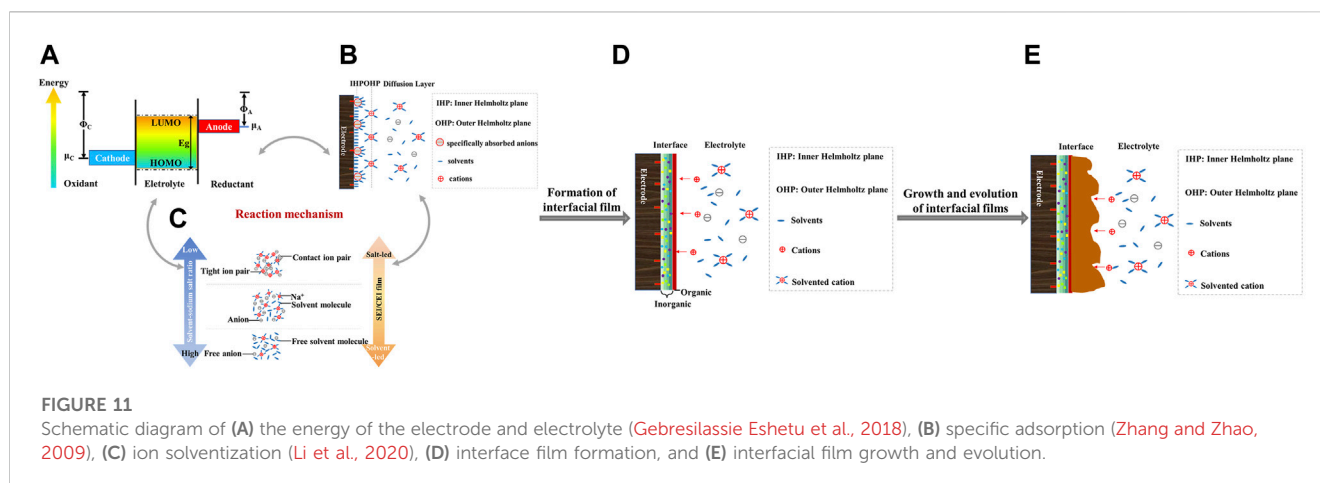 A
Energy
Φ_C
Φ_A
LUMO
Anode
μ_A
Eg
μ_C
Cathode
HOMO
Oxidant
Eletrolyte
Reductant
B
IHP
OHP
Diffusion Layer
Electrode
IHP: Inner Helmholtz plane
OHP: Outer Helmholtz plane
specifically absorbed anions
solvents
cations
Reaction mechanism
C
Low
Solvent-sodium salt ratio
High
Contact ion pair
Tight ion pair
Na⁺
Solvent molecule
Anion
Free solvent molecule
Free anion
Salt-led
SEI/CEI film
Solvent
-led
Formation of
interfacial film
D
Interface
Electrolyte
Electrode
Organic
Inorganic
IHP: Inner Helmholtz plane
OHP: Outer Helmholtz plane
Solvents
Cations
Solvented cation
Growth and evolution
of interfacial films
E
Interface
Electrolyte
Electrode
IHP: Inner Helmholtz plane
OHP: Outer Helmholtz plane
Solvents
Cations
Solvented cation
FIGURE 11
Schematic diagram of (A) the energy of the electrode and electrolyte (Gebresilassie Eshetu et al., 2018), (B) specific adsorption (Zhang and Zhao,
2009), (C) ion solventization (Li et al., 2020), (D) interface film formation, and (E) interfacial film growth and evolution.